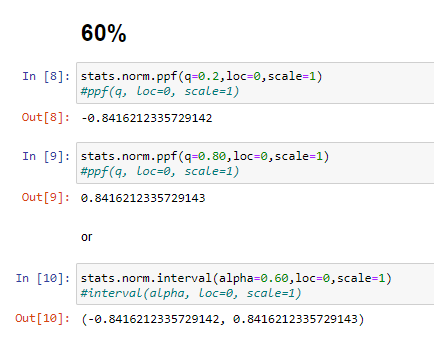 60%
In [8]: stats.norm.ppf(q=0.2,loc=0,scale=1)
#ppf(q, loc=0, scale=1)
Out[8]: -0.8416212335729142
In [9]: stats.norm.ppf(q=0.80,loc=0,scale=1)
#ppf(q, loc=0, scale=1)
Out[9]: 0.8416212335729143
or
In [10]: stats.norm.interval(alpha=0.60,loc=0,scale=1)
#interval(alpha, loc=0, scale=1)
Out[10]: (-0.8416212335729142, 0.8416212335729143)